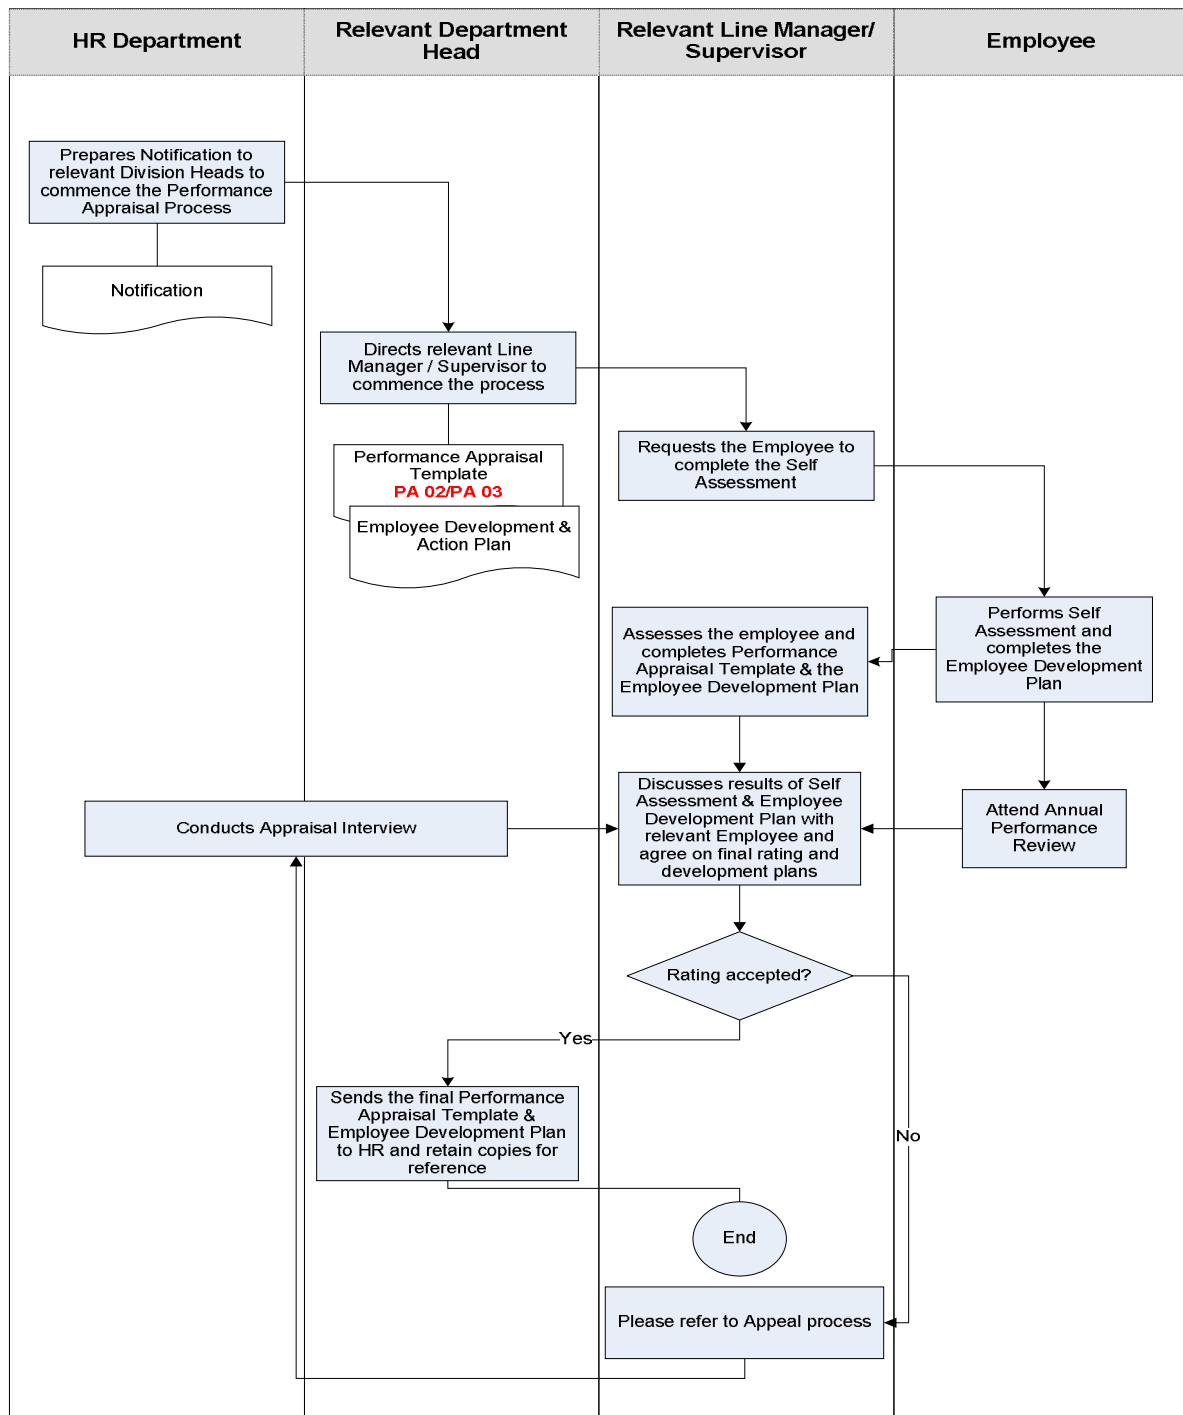 HR Department
Relevant Department
Head
Relevant Line Manager/
Supervisor
Employee
Prepares Notification to
relevant Division Heads to
commence the Performance
Appraisal Process
Notification
Directs relevant Line
Manager / Supervisor to
commence the process
Performance Appraisal
Template
PA 02/PA 03
Employee Development &
Action Plan
Requests the Employee to
complete the Self
Assessment
Performs Self
Assessment and
completes the
Employee Development
Plan
Assesses the employee and
completes Performance
Appraisal Template & the
Employee Development Plan
Conducts Appraisal Interview
Discusses results of Self
Assessment & Employee
Development Plan with
relevant Employee and
agree on final rating and
development plans
Attend Annual
Performance
Review
Rating accepted?
Yes
Sends the final Performance
Appraisal Template &
Employee Development Plan
to HR and retain copies for
reference
No
End
Please refer to Appeal process